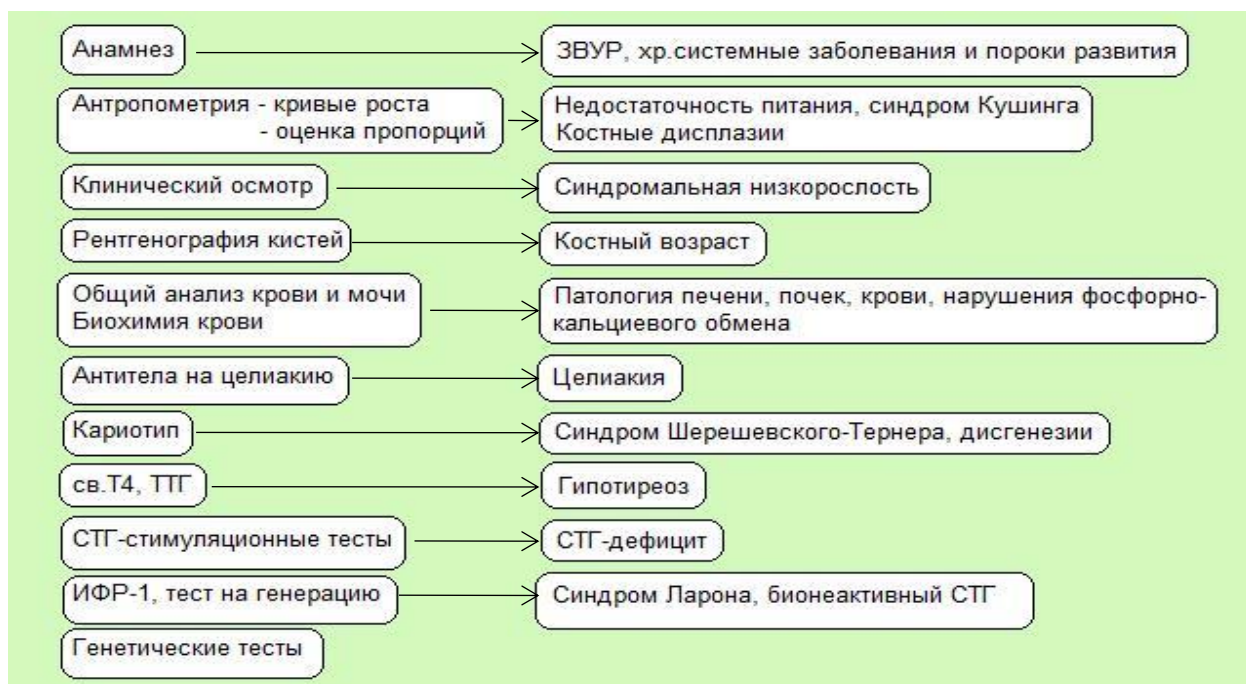 Анамнез
ЗВУР, хр.системные заболевания и пороки развития
Антропометрия - кривые роста
- оценка пропорций
Недостаточность питания, синдром Кушинга
Костные дисплазии
Клинический осмотр
Синдромальная низкорослость
Рентгенография кистей
Костный возраст
Общий анализ крови и мочи
Биохимия крови
Патология печени, почек, крови, нарушения фосфорно-
кальциевого обмена
Антитела на целиакию
Целиакия
Кариотип
Синдром Шерешевского-Тернера, дисгенезии
св.Т4, ТТГ
Гипотиреоз
СТГ-стимуляционные тесты
СТГ-дефицит
ИФР-1, тест на генерацию
Синдром Ларона, бионеактивный СТГ
Генетические тесты